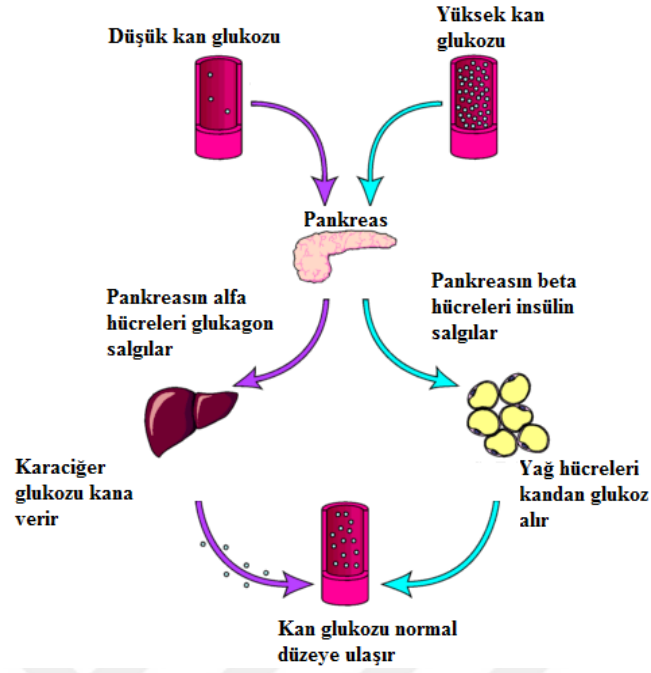 Düşük kan glukozu
Yüksek kan
glukozu
Pankreas
Pankreasın alfa
hücreleri glukagon
salgılar
Pankreasın beta
hücreleri insülin
salgılar
Karaciğer
glukozu kana
verir
Yağ hücreleri
kandan glukoz
alır
Kan glukozu normal
düzeye ulaşır